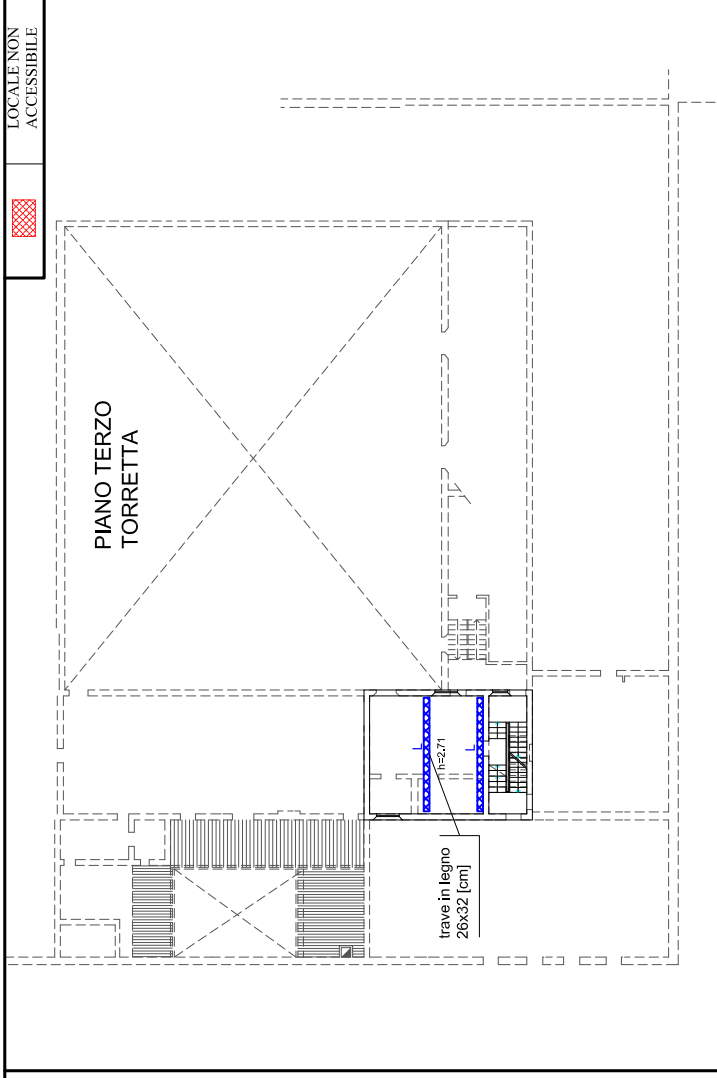 LOCALE NON
ACCESSIBILE
PIANO TERZO
TORRETTA
L
h=2.71
L
trave in legno
26x32 [cm]